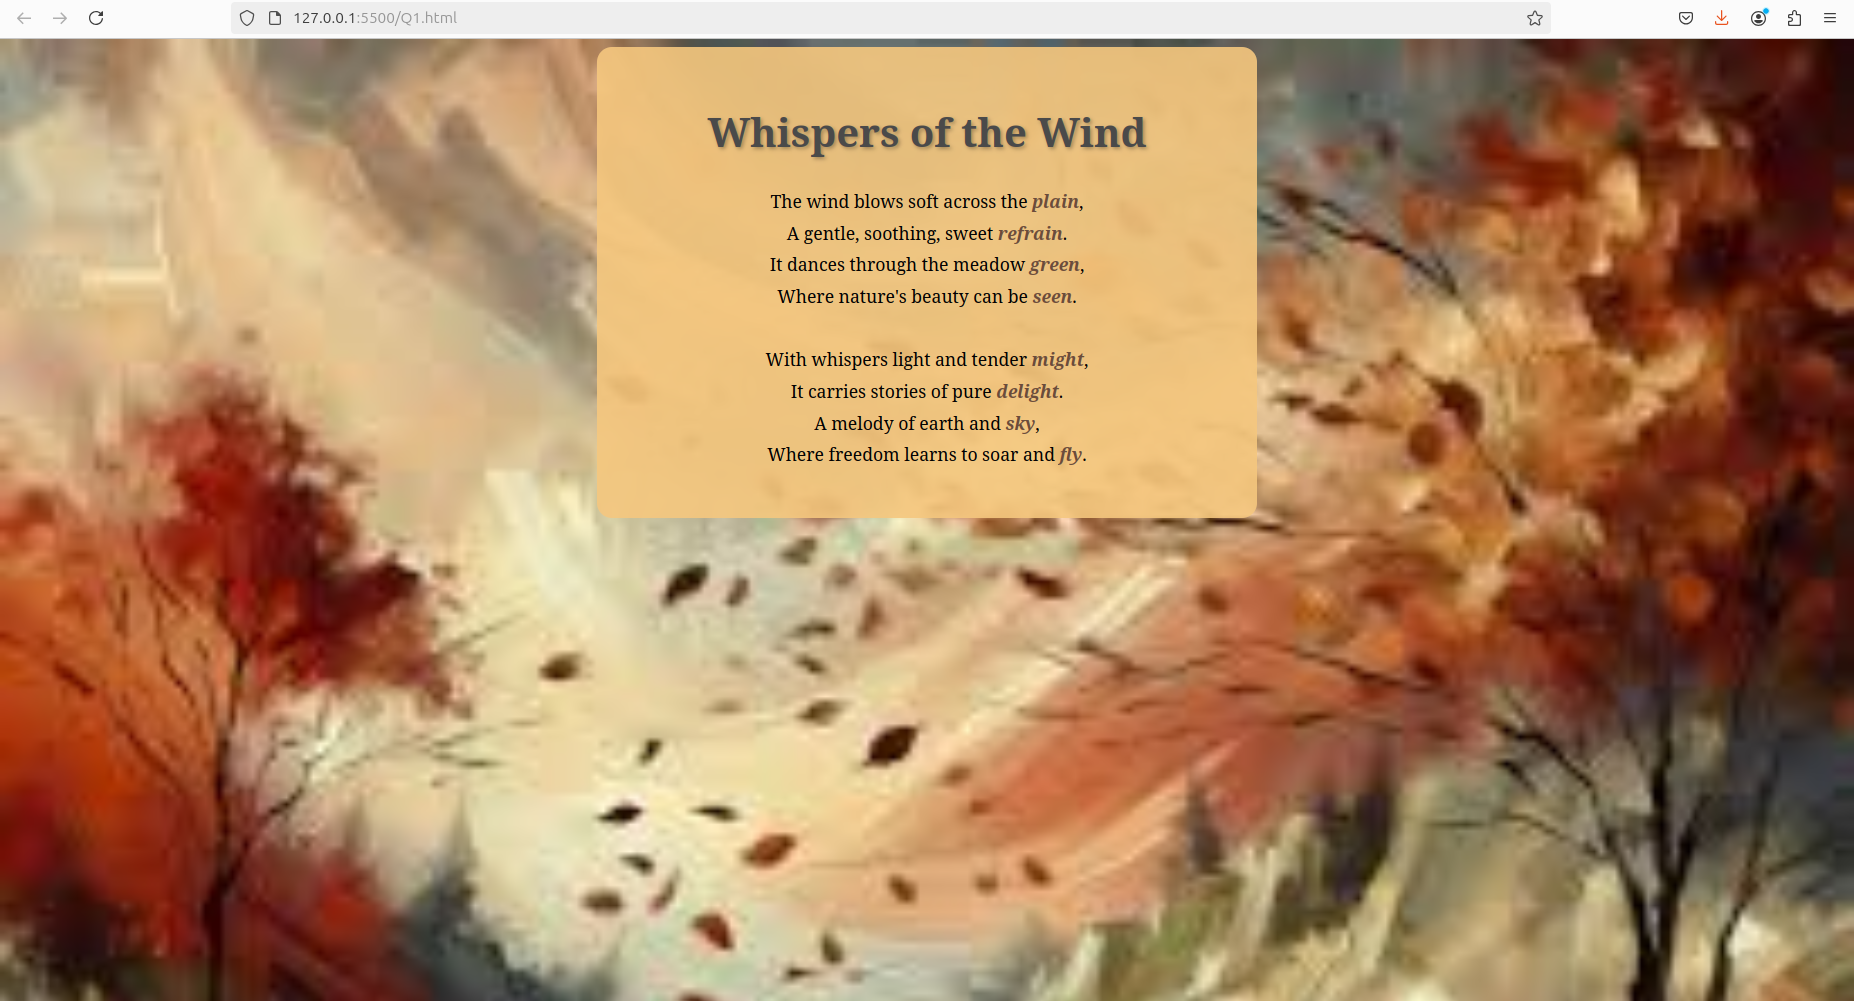 127.0.0.1:5500/Q1.html
Whispers of the Wind
The wind blows soft across the plain,
A gentle, soothing, sweet refrain.
It dances through the meadow green,
Where nature's beauty can be seen.
With whispers light and tender might,
It carries stories of pure delight.
A melody of earth and sky,
Where freedom learns to soar and fly.